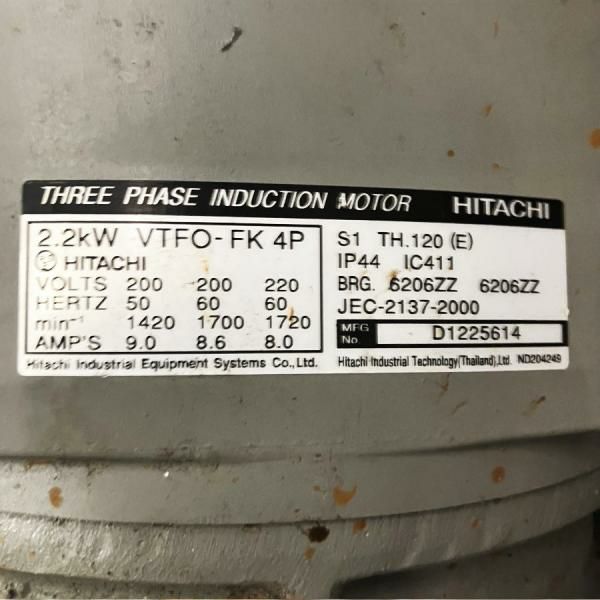 THREE PHASE INDUCTION MOTOR HITACHI
2.2kW VTFO-FK 4P
HITACHI
VOLTS 200 200 220
HERTZ 50 60 60
min⁻¹ 1420 1700 1720
AMP'S 9.0 8.6 8.0
Hitachi Industrial Equipment Systems Co.,Ltd.
S1 TH.120 (E)
IP44 IC411
BRG. 6206ZZ 6206ZZ
JEC-2137-2000
MFG No D1225614
Hitachi Industrial Technology(Thailand),Lt. ND204249